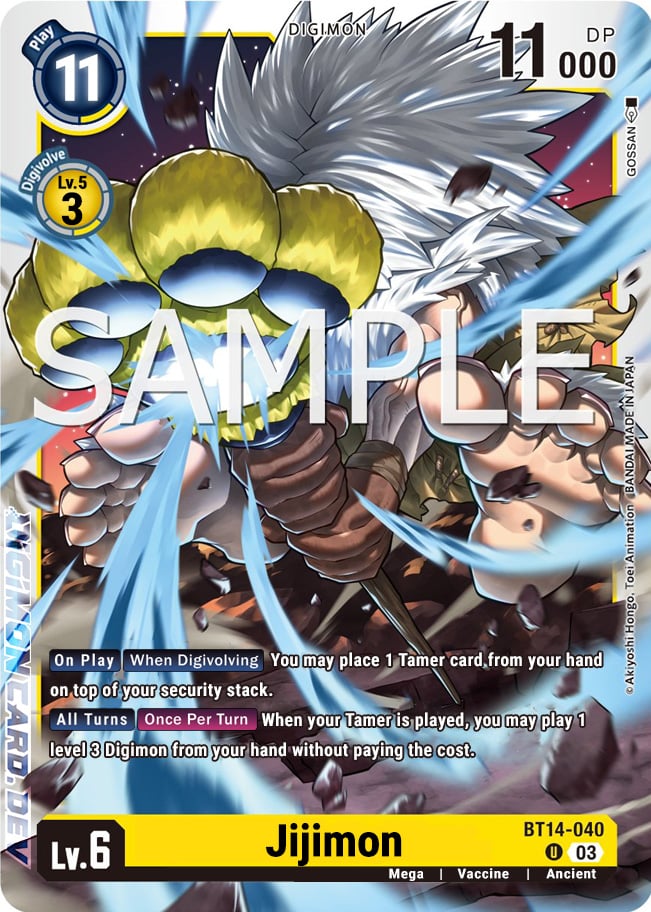 DIGIMON
Play
11
DP
11000
Digivolve
Lv.5
3
GOSSAN
SAMPLE
©Akiyoshi Hongo, Toei Animation · BANDAI MADE IN JAPAN
DIGIMONCARD.DEV
On Play When Digivolving You may place 1 Tamer card from your hand
on top of your security stack.
All Turns Once Per Turn When your Tamer is played, you may play 1
level 3 Digimon from your hand without paying the cost.
Lv.6
Jijimon
BT14-040
U 03
Mega | Vaccine | Ancient